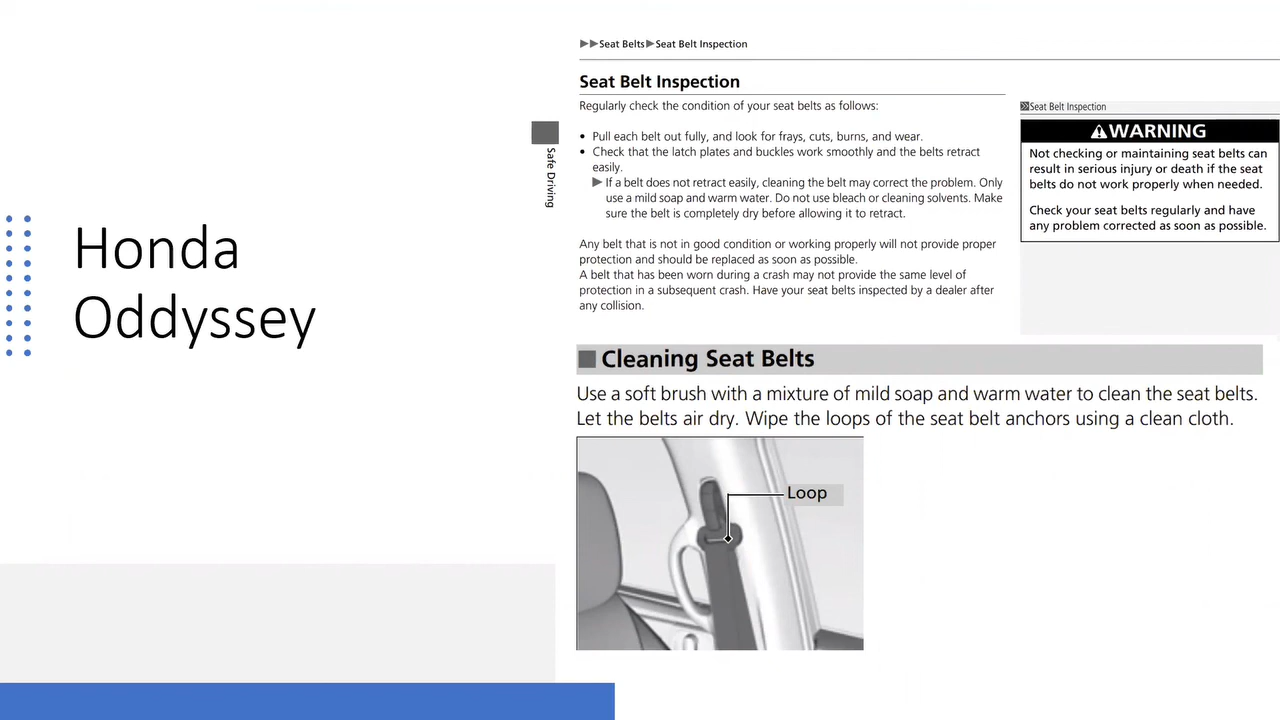 Honda
Oddyssey
Seat Belts Seat Belt Inspection
Seat Belt Inspection
Regularly check the condition of your seat belts as follows:
• Pull each belt out fully, and look for frays, cuts, burns, and wear.
• Check that the latch plates and buckles work smoothly and the belts retract
easily.
If a belt does not retract easily, cleaning the belt may correct the problem. Only
use a mild soap and warm water. Do not use bleach or cleaning solvents. Make
sure the belt is completely dry before allowing it to retract.
Any belt that is not in good condition or working properly will not provide proper
protection and should be replaced as soon as possible.
A belt that has been worn during a crash may not provide the same level of
protection in a subsequent crash. Have your seat belts inspected by a dealer after
any collision.
Safe Driving
Seat Belt Inspection
WARNING
Not checking or maintaining seat belts can
result in serious injury or death if the seat
belts do not work properly when needed.
Check your seat belts regularly and have
any problem corrected as soon as possible.
Cleaning Seat Belts
Use a soft brush with a mixture of mild soap and warm water to clean the seat belts.
Let the belts air dry. Wipe the loops of the seat belt anchors using a clean cloth.
Loop